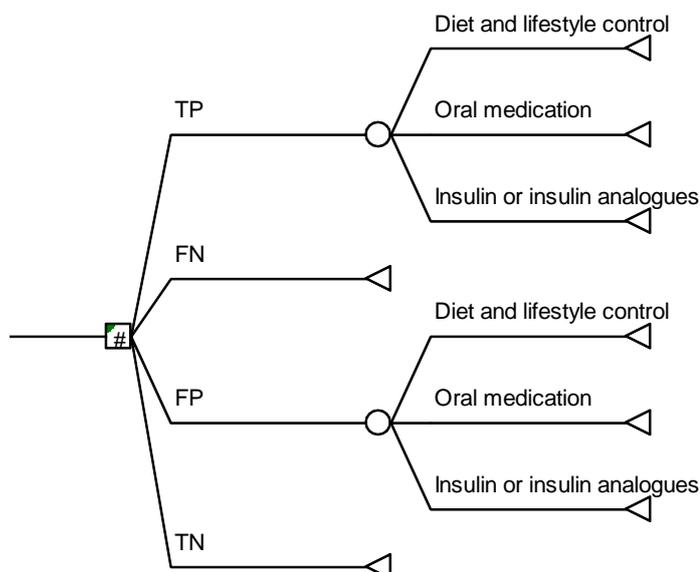 Diet and lifestyle control
TP
Oral medication
Insulin or insulin analogues
FN
Diet and lifestyle control
#
FP
Oral medication
Insulin or insulin analogues
TN